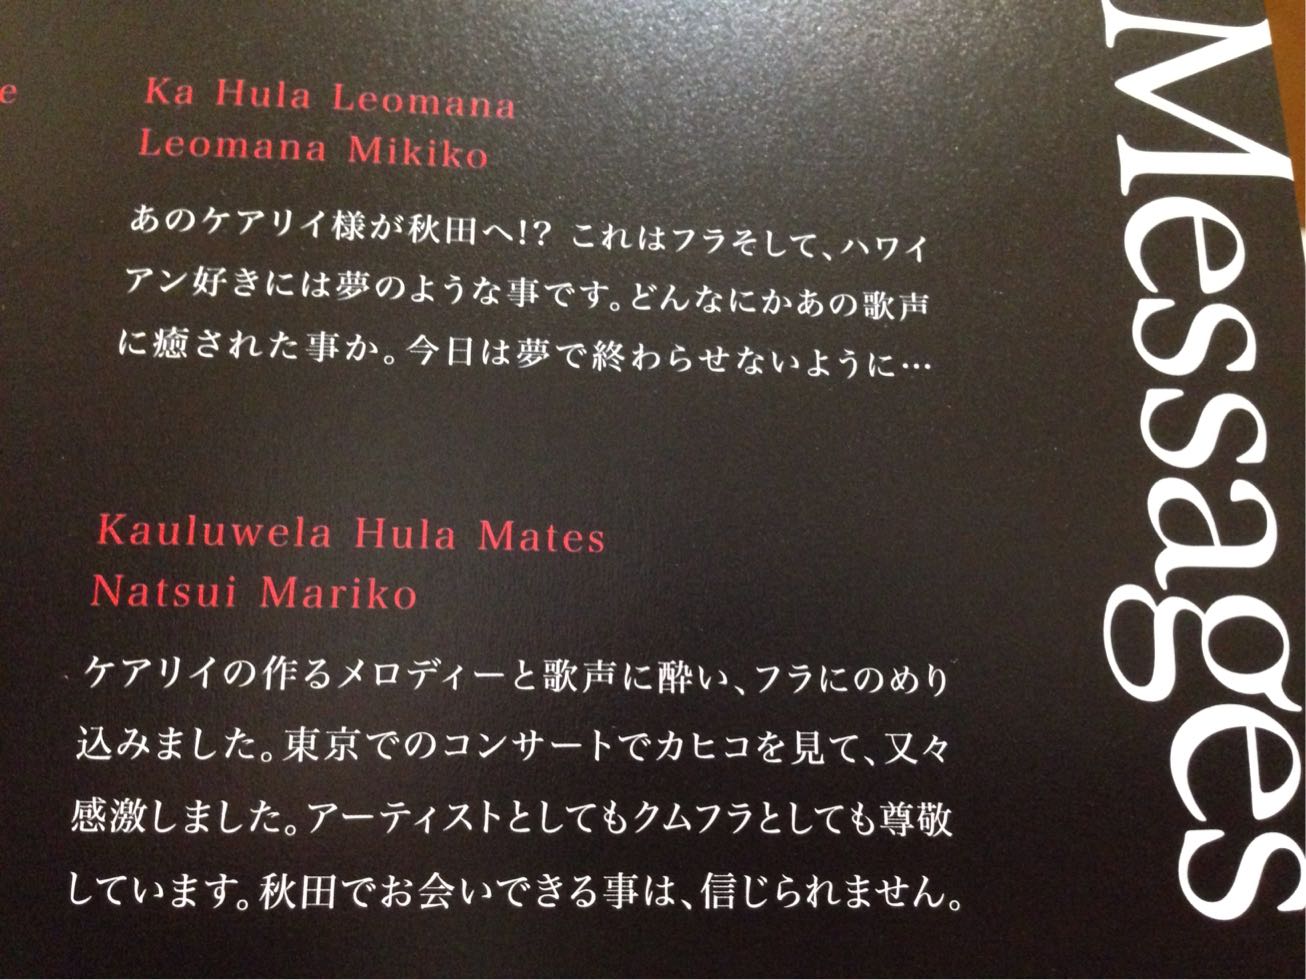 Messages
Ka Hula Leomana
Leomana Mikiko
あのケアリイ様が秋田へ!? これはフラそして、ハワイ
アン好きには夢のような事です。どんなにかあの歌声
に癒された事か。今日は夢で終わらせないように…
Kauluwela Hula Mates
Natsui Mariko
ケアリイの作るメロディーと歌声に酔い、フラにのめり
込みました。東京でのコンサートでカヒコを見て、又々
感激しました。アーティストとしてもクムフラとしても尊敬
しています。秋田でお会いできる事は、信じられません。